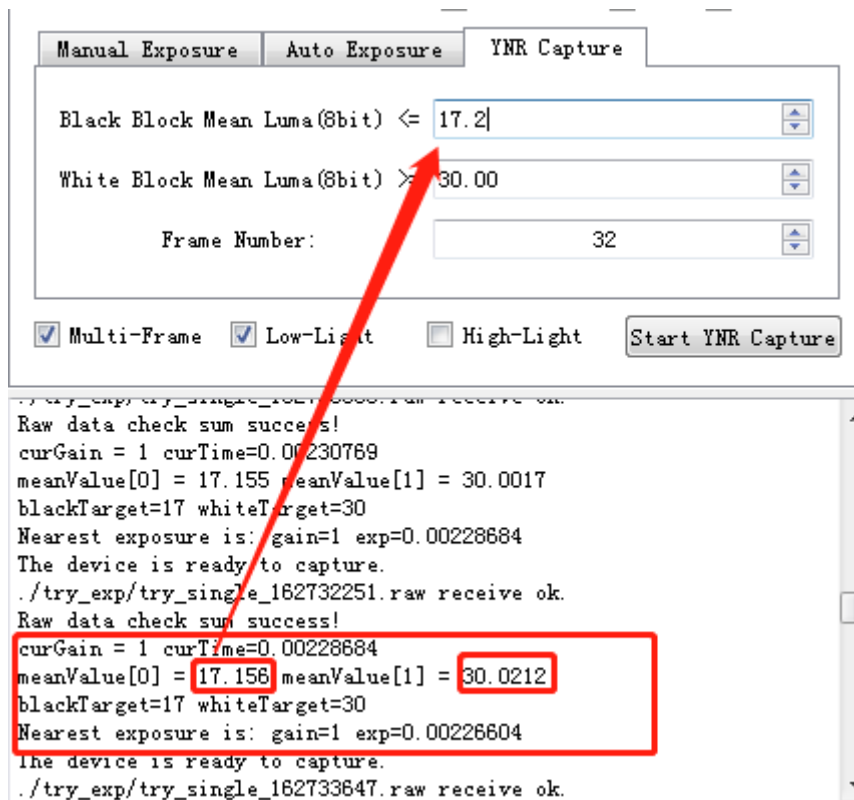 Manual Exposure Auto Exposure YNR Capture
Black Block Mean Luma(8bit) <= 17.2
White Block Mean Luma(8bit) >= 30.00
Frame Number: 32
Multi-Frame Low-Light High-Light Start YNR Capture
Raw data check sum success!
curGain = 1 curTime=0.00230769
meanValue[0] = 17.155 meanValue[1] = 30.0017
blackTarget=17 whiteTarget=30
Nearest exposure is: gain=1 exp=0.00228684
The device is ready to capture.
./try_exp/try_single_162732251.raw receive ok.
Raw data check sum success!
curGain = 1 curTime=0.00228684
meanValue[0] = 17.156 meanValue[1] = 30.0212
blackTarget=17 whiteTarget=30
Nearest exposure is: gain=1 exp=0.00226604
The device is ready to capture.
./try_exp/try_single_162733647.raw receive ok.